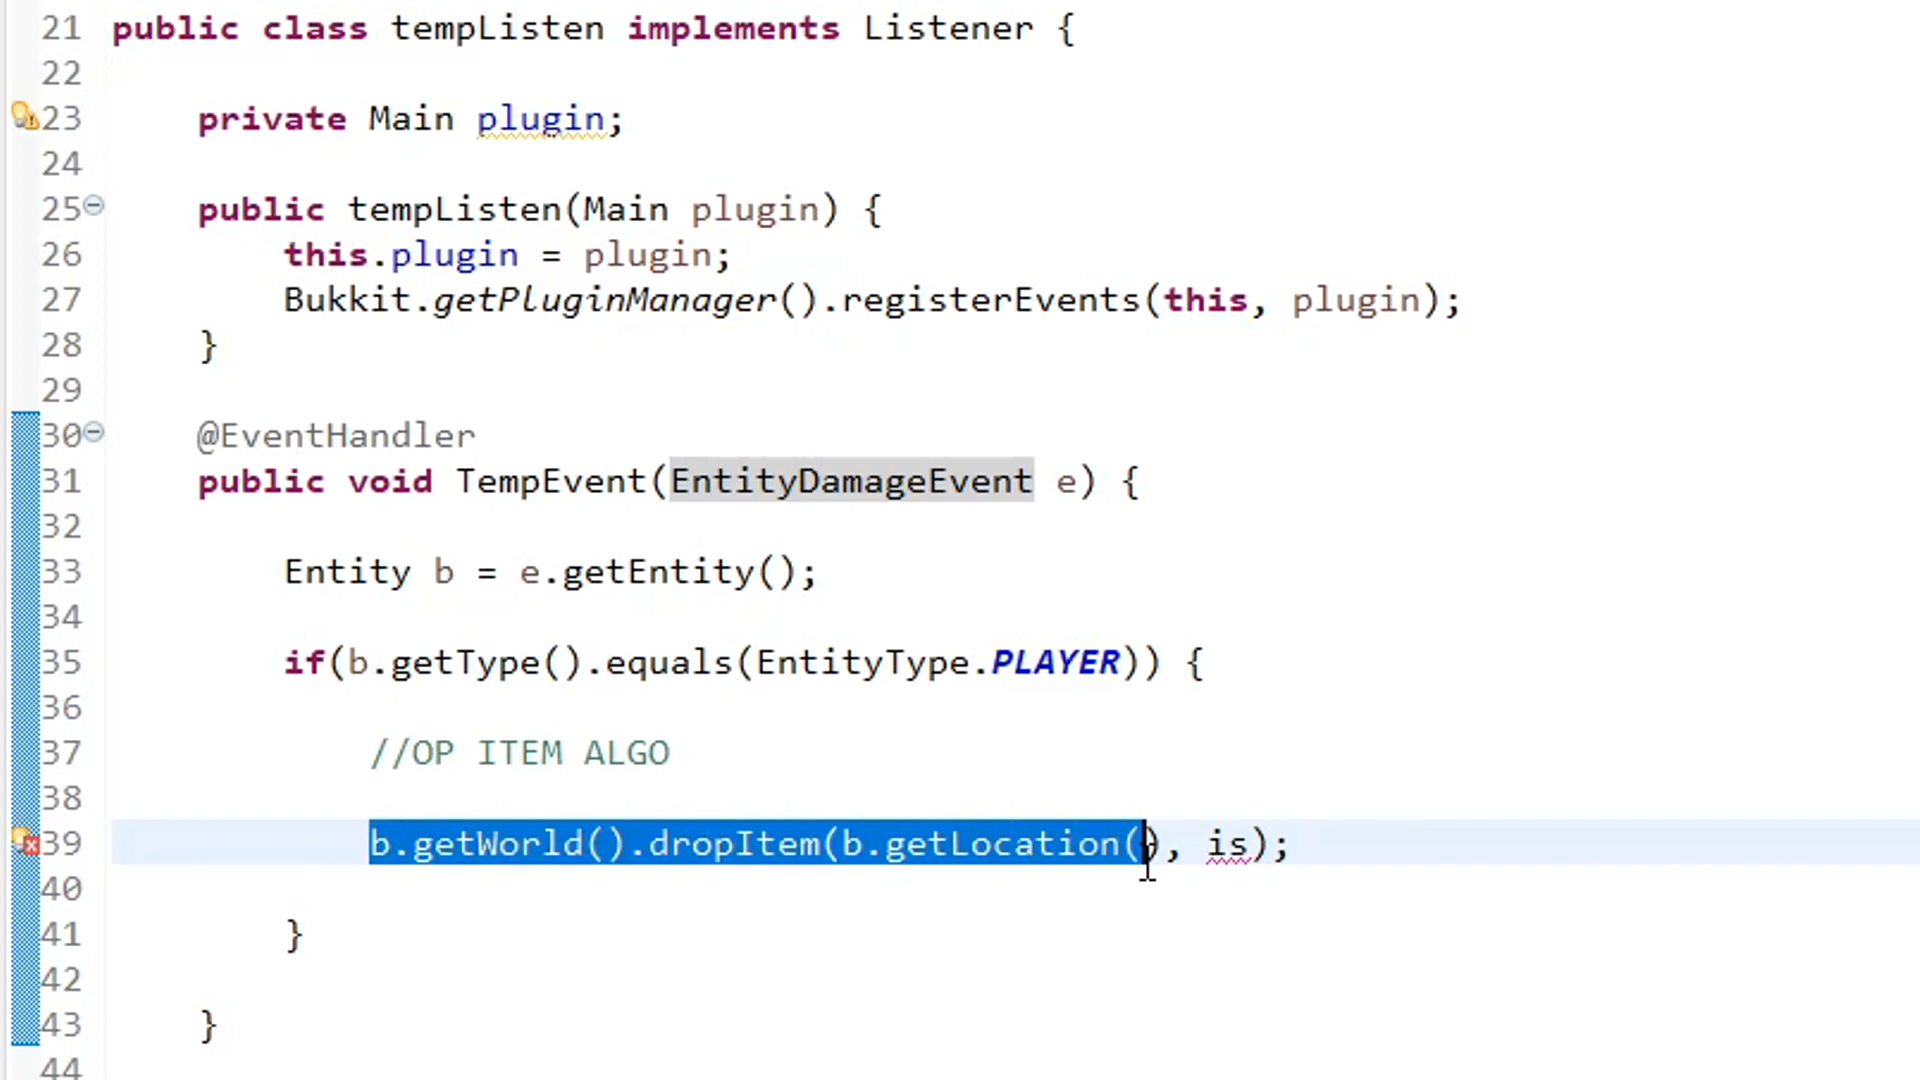 21 public class tempListen implements Listener {
22
23 private Main plugin;
24
25 public tempListen(Main plugin) {
26 this.plugin = plugin;
27 Bukkit.getPluginManager().registerEvents(this, plugin);
28 }
29
30 @EventHandler
31 public void TempEvent(EntityDamageEvent e) {
32
33 Entity b = e.getEntity();
34
35 if(b.getType().equals(EntityType.PLAYER)) {
36
37 //OP ITEM ALGO
38
39 b.getWorld().dropItem(b.getLocation(), is);
40
41 }
42
43 }
44